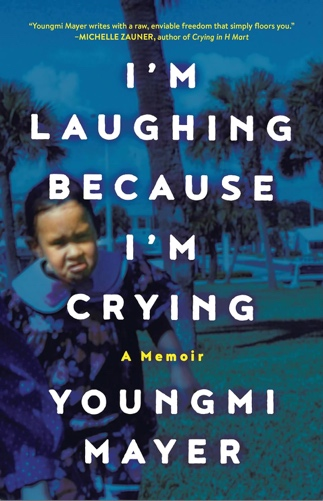 “Youngmi Mayer writes with a raw, enviable freedom that simply floors you.”
–MICHELLE ZAUNER, author of Crying in H Mart
I’M
LAUGHING
BECAUSE
I’M
CRYING
A Memoir
YOUNGMI
MAYER